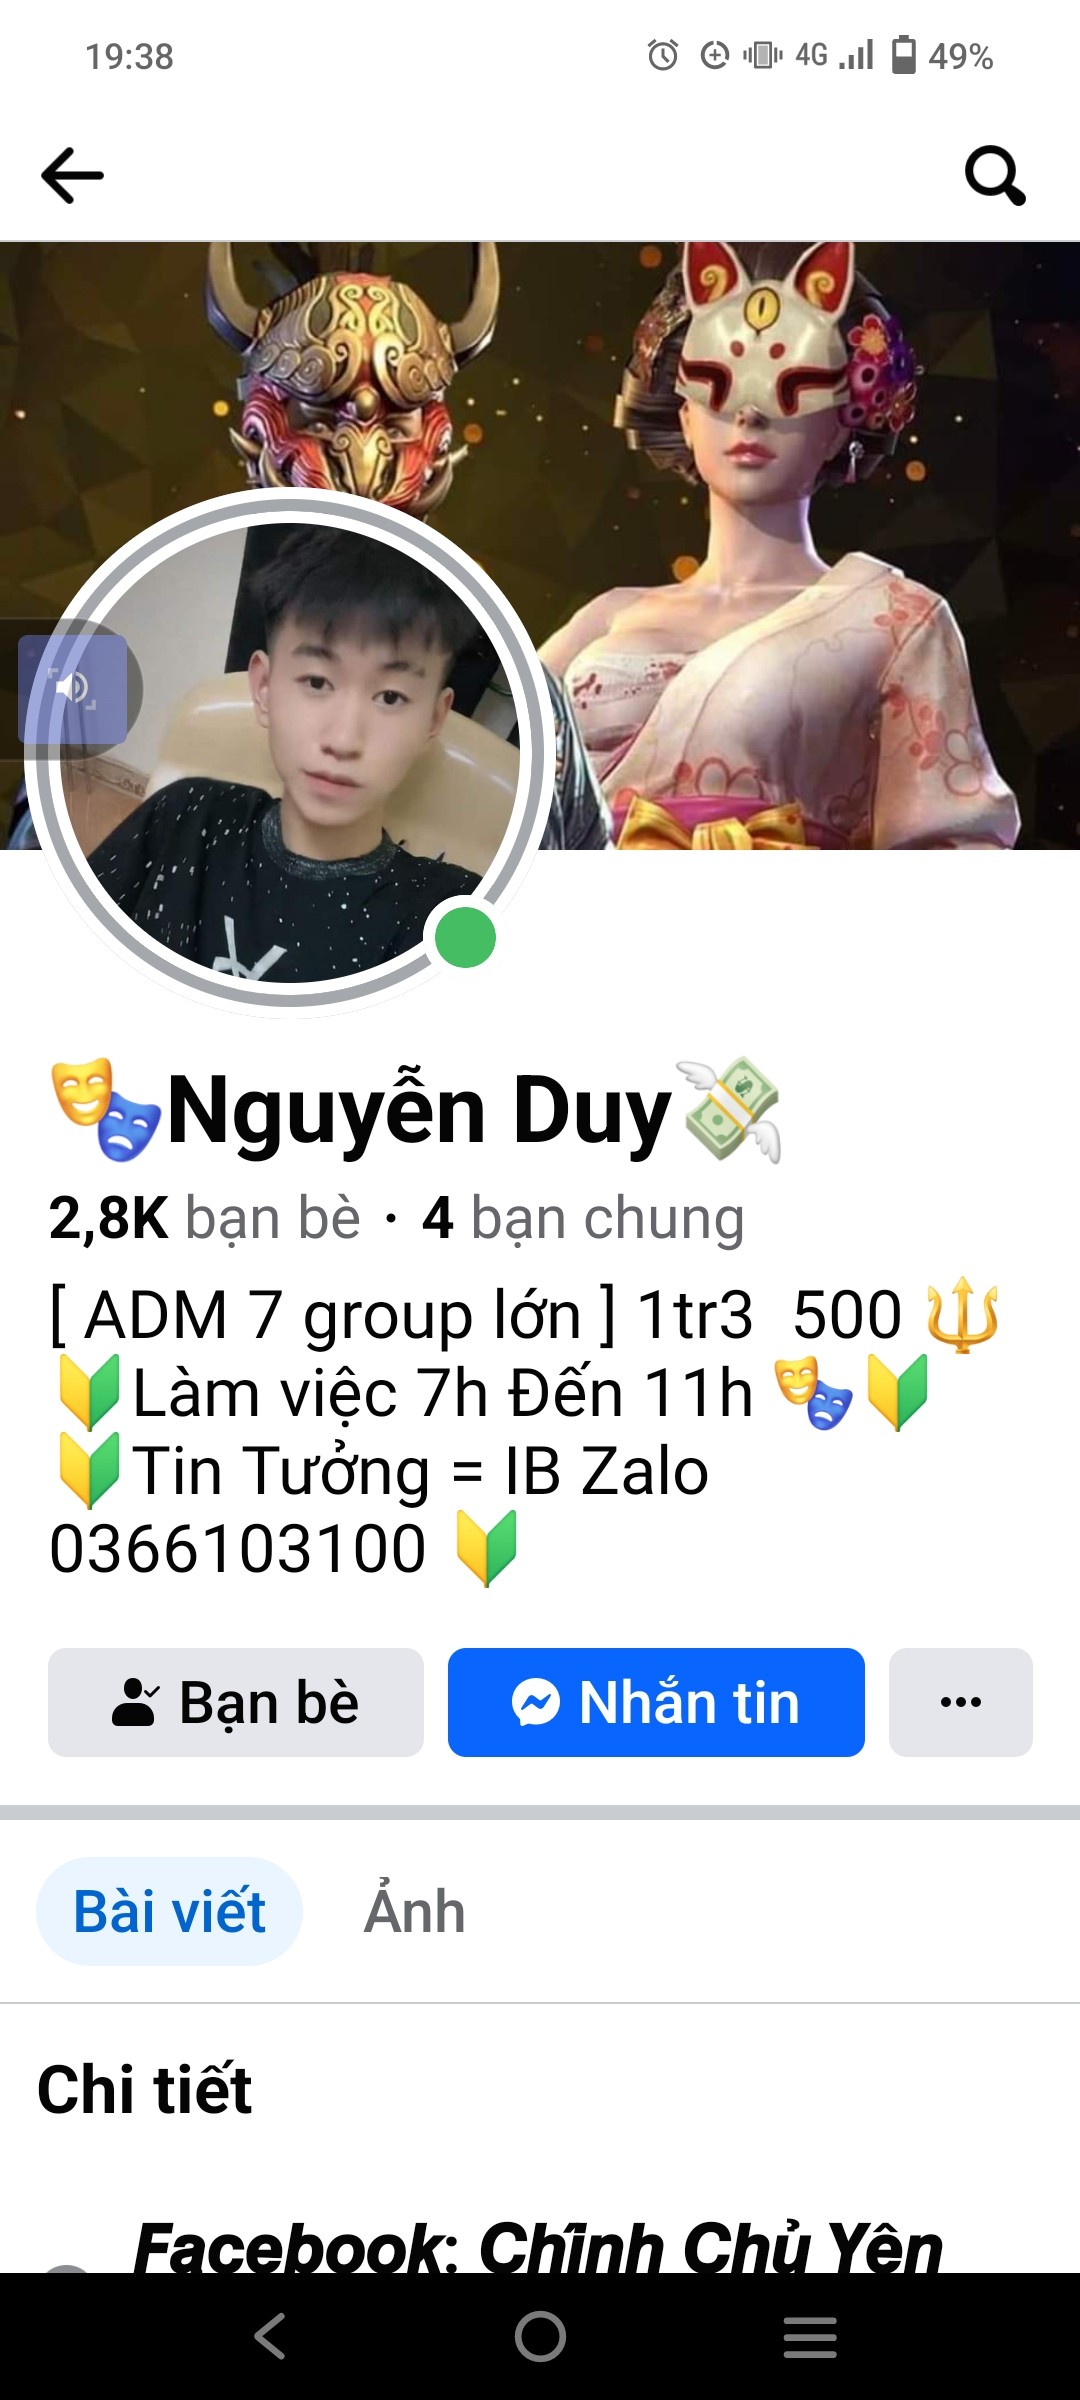 19:38 4G 49%
🎭Nguyễn Duy💸
2,8K bạn bè · 4 bạn chung
[ ADM 7 group lớn ] 1tr3  500 🔱
🔰Làm việc 7h Đến 11h 🎭🔰
🔰Tin Tưởng = IB Zalo
0366103100 🔰
Bạn bè
Nhắn tin
Bài viết
Ảnh
Chi tiết
Facebook: Chính Chủ Yên